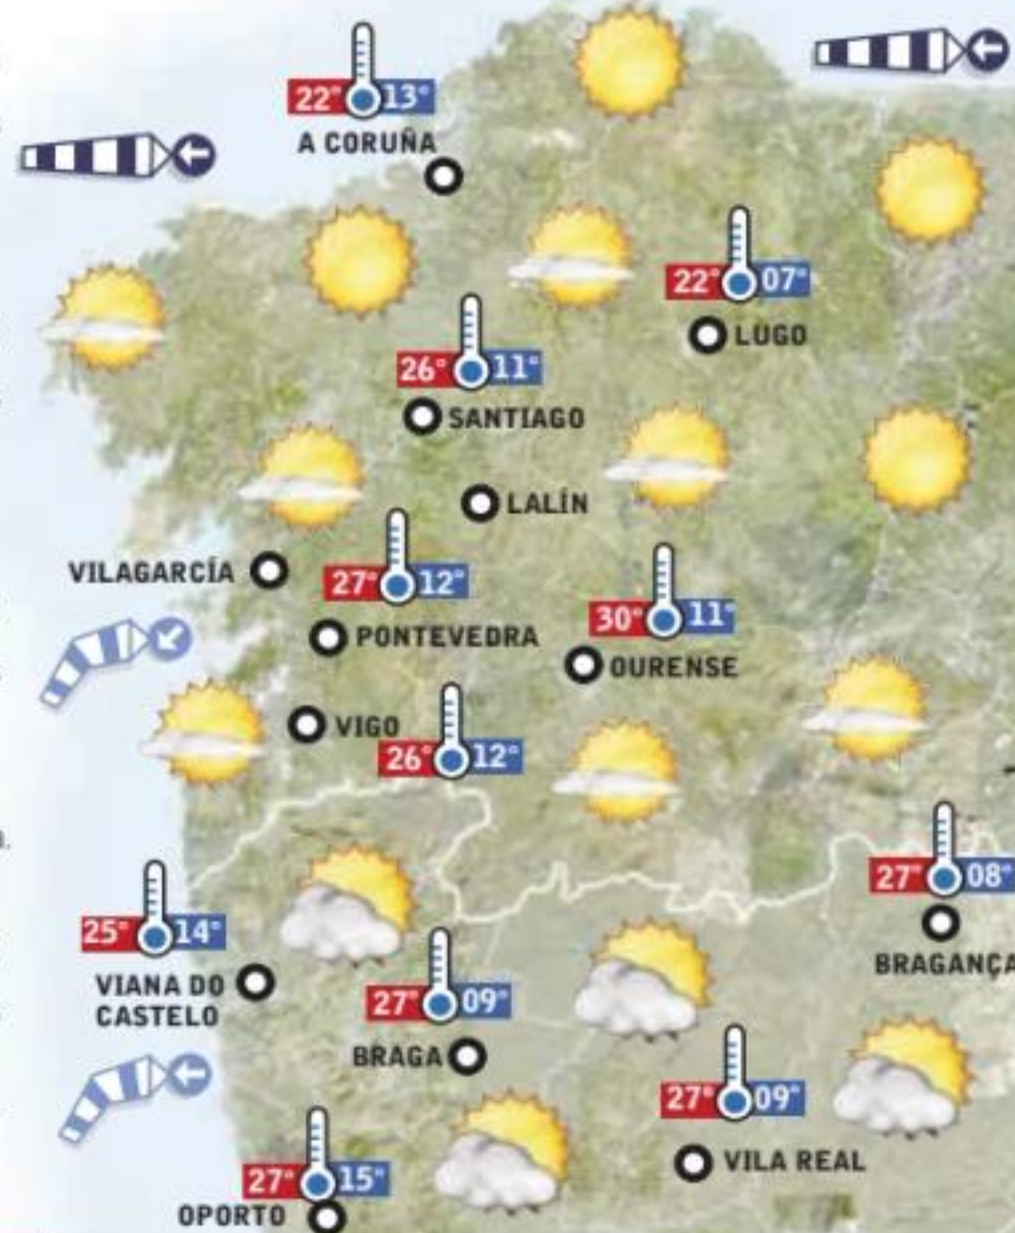 22° 13°
A CORUÑA
22° 07°
LUGO
26° 11°
SANTIAGO
LALÍN
VILAGARCÍA
27° 12°
PONTEVEDRA
30° 11°
OURENSE
VIGO
26° 12°
27° 08°
BRAGANÇA
25° 14°
VIANA DO
CASTELO
27° 09°
BRAGA
27° 09°
VILA REAL
27° 15°
OPORTO